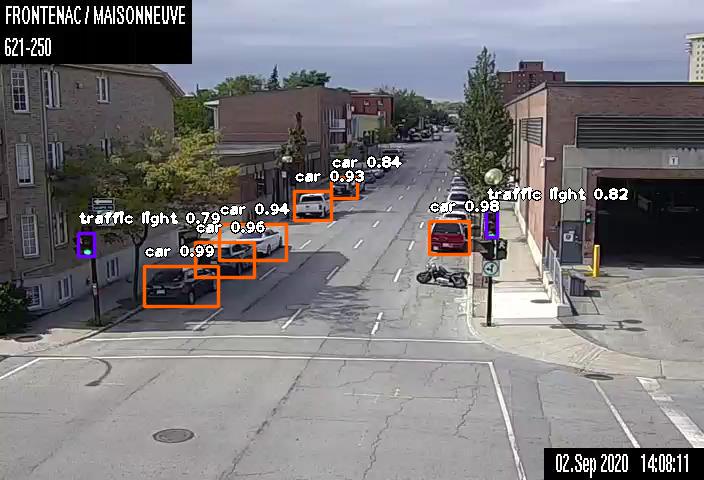 FRONTENAC / MAISONNEUVE
621-250
car 0.84
car 0.93
traffic light 0.82
car 0.98
car 0.94
traffic light 0.79
car 0.96
car 0.99
02.Sep 2020 14:08:11